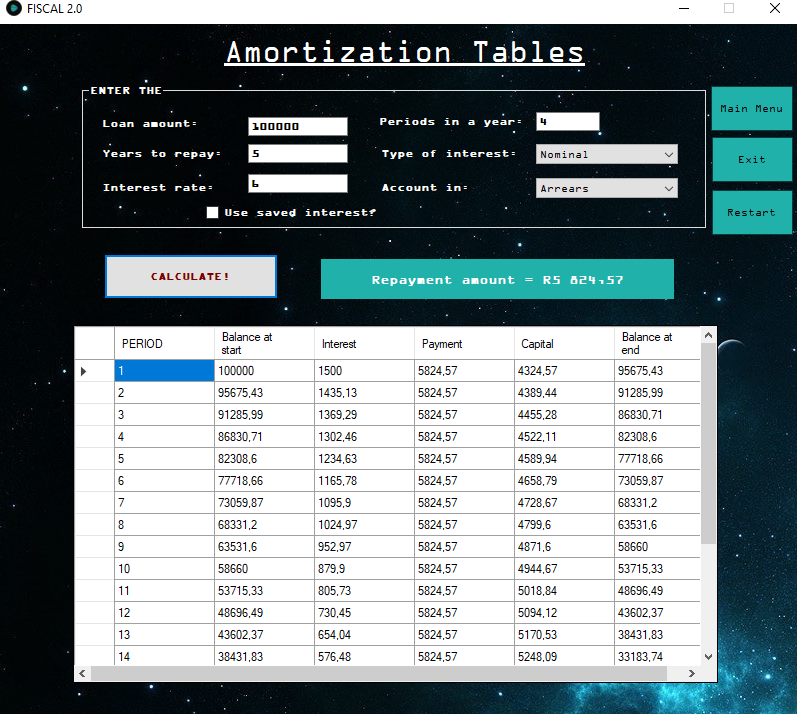 FISCAL 2.0
Amortization Tables
ENTER THE
Loan amount: 100000 Periods in a year: 4
Years to repay: 5 Type of interest: Nominal
Interest rate: 6 Account in: Arrears
Use saved interest?
Main Menu
Exit
Restart
CALCULATE! Repayment amount = R5 824,57
PERIOD Balance at start Interest Payment Capital Balance at end
1 100000 1500 5824,57 4324,57 95675,43
2 95675,43 1435,13 5824,57 4389,44 91285,99
3 91285,99 1369,29 5824,57 4455,28 86830,71
4 86830,71 1302,46 5824,57 4522,11 82308,6
5 82308,6 1234,63 5824,57 4589,94 77718,66
6 77718,66 1165,78 5824,57 4658,79 73059,87
7 73059,87 1095,9 5824,57 4728,67 68331,2
8 68331,2 1024,97 5824,57 4799,6 63531,6
9 63531,6 952,97 5824,57 4871,6 58660
10 58660 879,9 5824,57 4944,67 53715,33
11 53715,33 805,73 5824,57 5018,84 48696,49
12 48696,49 730,45 5824,57 5094,12 43602,37
13 43602,37 654,04 5824,57 5170,53 38431,83
14 38431,83 576,48 5824,57 5248,09 33183,74